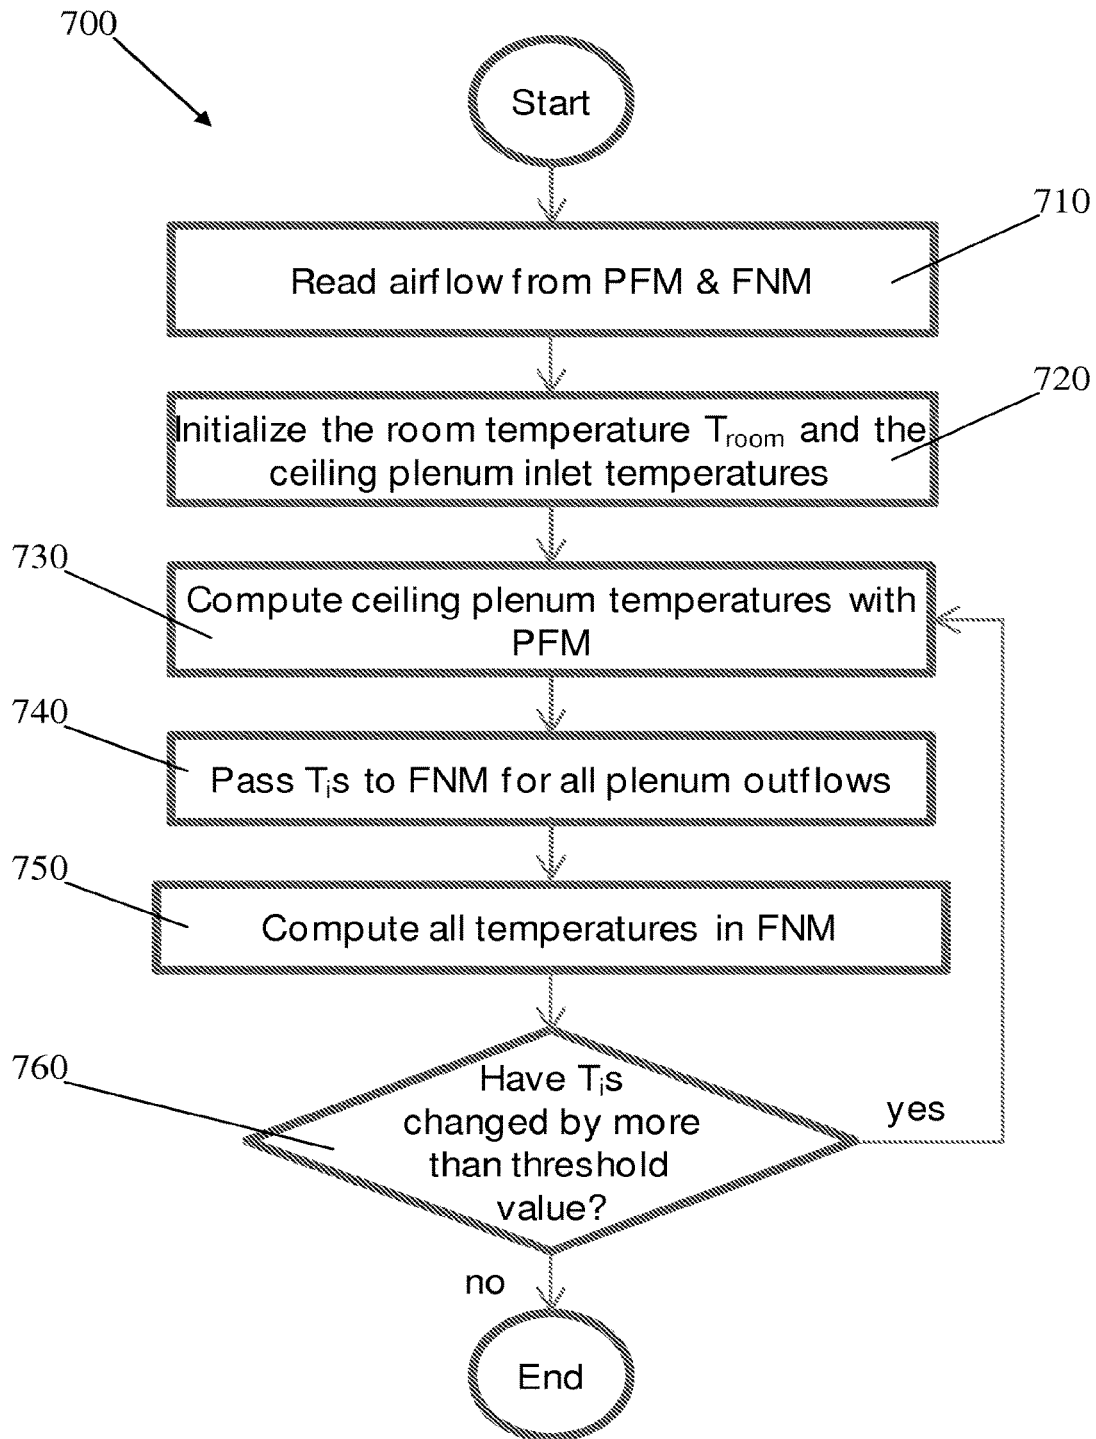 700
Start
710
Read airflow from PFM & FNM
720
Initialize the room temperature Troom and the
ceiling plenum inlet temperatures
730
Compute ceiling plenum temperatures with
PFM
740
Pass Tis to FNM for all plenum outflows
750
Compute all temperatures in FNM
760
Have Tis
changed by more
than threshold
value?
yes
no
End